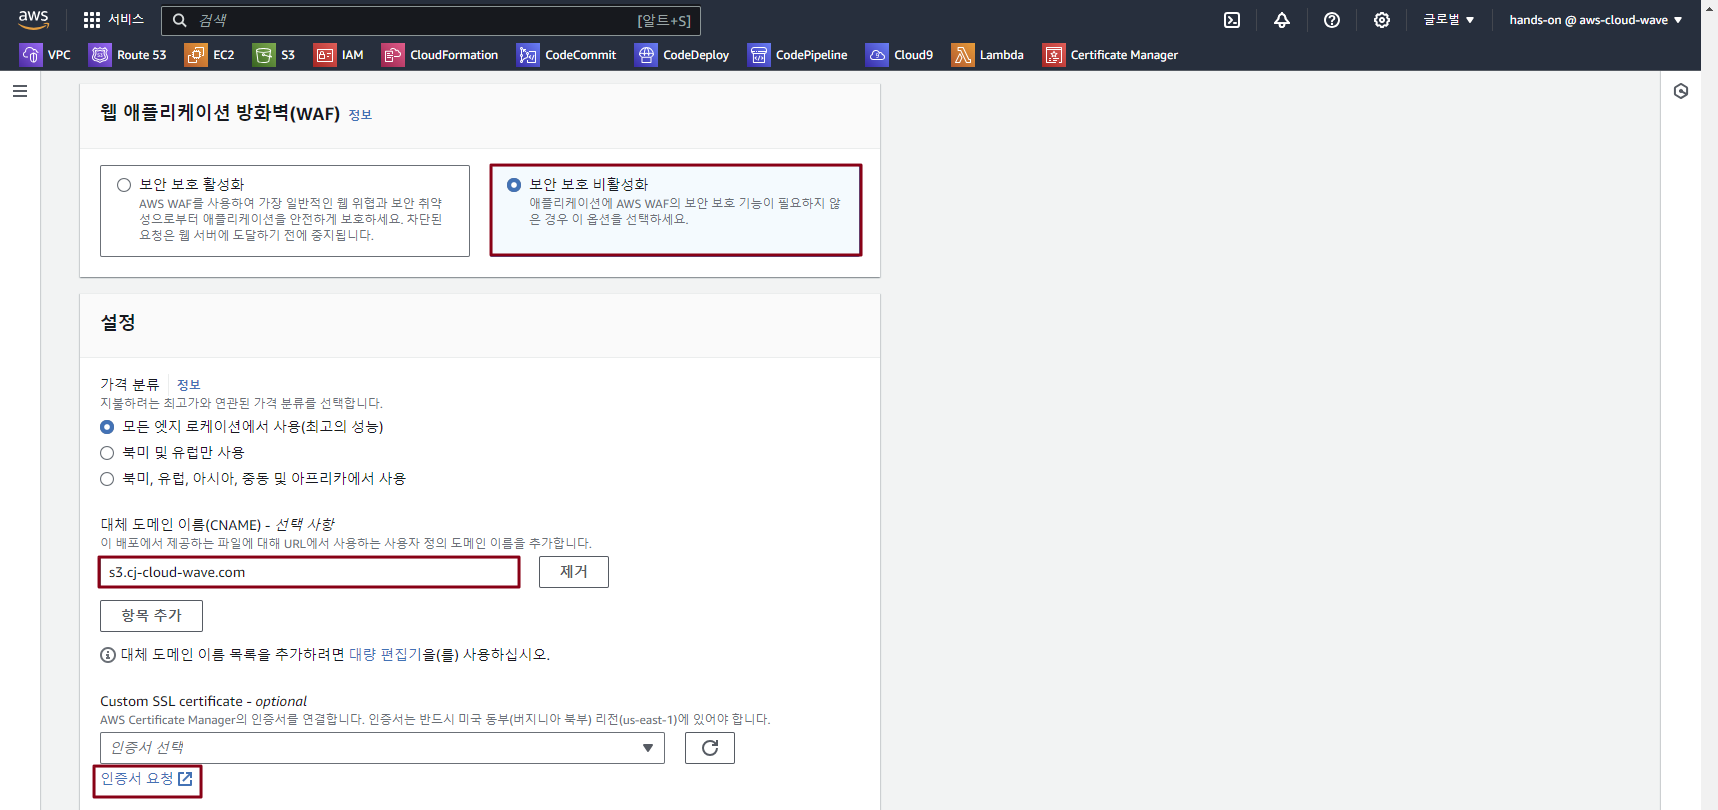 aws 서비스 검색 [알트+S] 글로벌 hands-on @ aws-cloud-wave
VPC Route 53 EC2 S3 IAM CloudFormation CodeCommit CodeDeploy CodePipeline Cloud9 Lambda Certificate Manager
웹 애플리케이션 방화벽(WAF) 정보
보안 보호 활성화
AWS WAF를 사용하여 가장 일반적인 웹 위협과 보안 취약
성으로부터 애플리케이션을 안전하게 보호하세요. 차단된
요청은 웹 서버에 도달하기 전에 중지됩니다.
보안 보호 비활성화
애플리케이션에 AWS WAF의 보안 보호 기능이 필요하지 않
은 경우 이 옵션을 선택하세요.
설정
가격 분류 정보
지불하려는 최고가와 연관된 가격 분류를 선택합니다.
모든 엣지 로케이션에서 사용(최고의 성능)
북미 및 유럽만 사용
북미, 유럽, 아시아, 중동 및 아프리카에서 사용
대체 도메인 이름(CNAME) - 선택 사항
이 배포에서 제공하는 파일에 대해 URL에서 사용하는 사용자 정의 도메인 이름을 추가합니다.
s3.cj-cloud-wave.com 제거
항목 추가
대체 도메인 이름 목록을 추가하려면 대량 편집기을(를) 사용하십시오.
Custom SSL certificate - optional
AWS Certificate Manager의 인증서를 연결합니다. 인증서는 반드시 미국 동부(버지니아 북부) 리전(us-east-1)에 있어야 합니다.
인증서 선택
인증서 요청